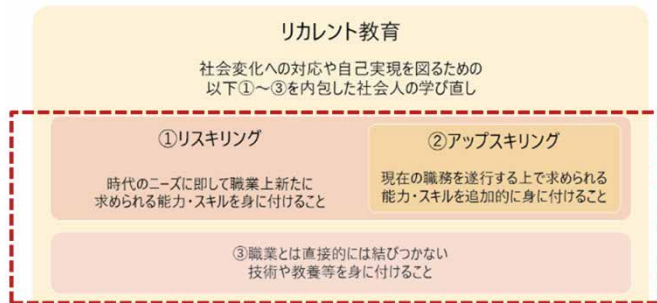 リカレント教育
社会変化への対応や自己実現を図るための
以下①～③を内包した社会人の学び直し
①リスキリング
時代のニーズに即して職業上新たに
求められる能力・スキルを身に付けること
②アップスキリング
現在の職務を遂行する上で求められる
能力・スキルを追加的に身に付けること
③職業とは直接的には結びつかない
技術や教養等を身に付けること